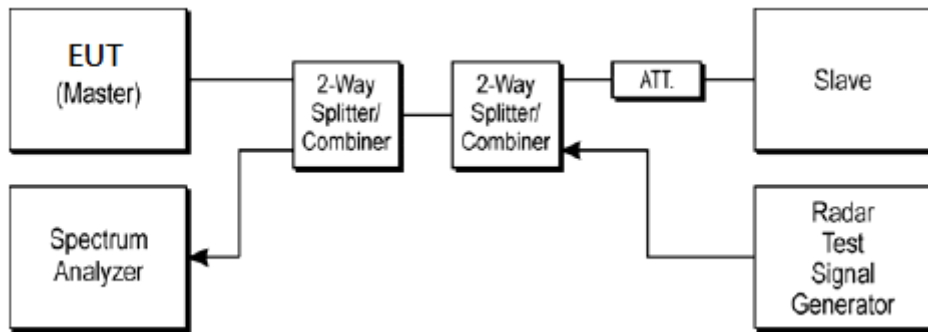 EUT
(Master)
2-Way
Splitter/
Combiner
2-Way
Splitter/
Combiner
ATT.
Slave
Spectrum
Analyzer
Radar
Test
Signal
Generator